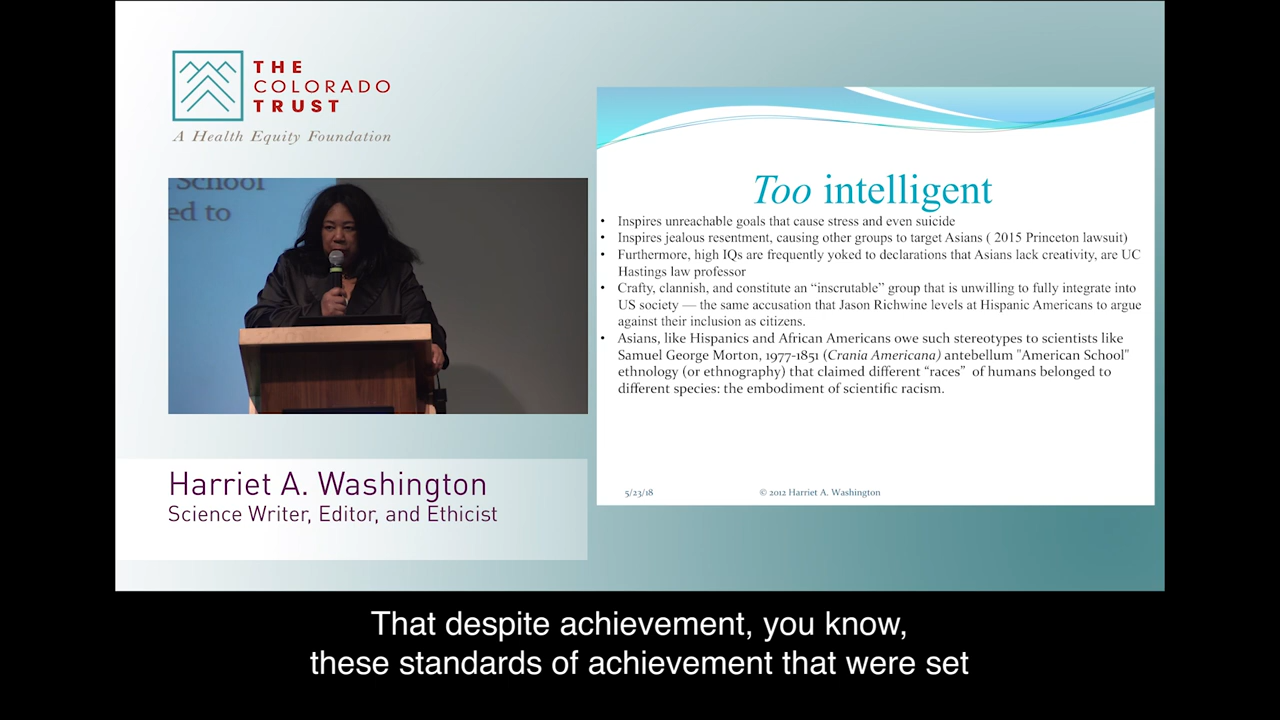 THE
COLORADO
TRUST
A Health Equity Foundation
School
ed to
Harriet A. Washington
Science Writer, Editor, and Ethicist
Too intelligent
• Inspires unreachable goals that cause stress and even suicide
• Inspires jealous resentment, causing other groups to target Asians ( 2015 Princeton lawsuit)
• Furthermore, high IQs are frequently yoked to declarations that Asians lack creativity, are UC
Hastings law professor
• Crafty, clannish, and constitute an “inscrutable” group that is unwilling to fully integrate into
US society — the same accusation that Jason Richwine levels at Hispanic Americans to argue
against their inclusion as citizens.
• Asians, like Hispanics and African Americans owe such stereotypes to scientists like
Samuel George Morton, 1977-1851 (Crania Americana) antebellum "American School"
ethnology (or ethnography) that claimed different “races” of humans belonged to
different species: the embodiment of scientific racism.
5/23/18
© 2012 Harriet A. Washington
That despite achievement, you know,
these standards of achievement that were set